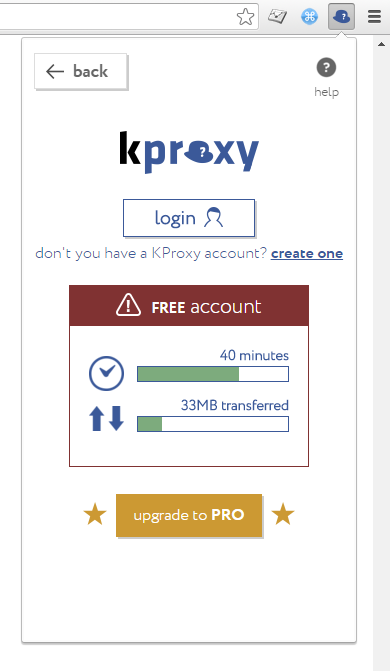 back
?
help
kproxy
login
don't you have a KProxy account? create one
FREE account
40 minutes
33MB transferred
upgrade to PRO